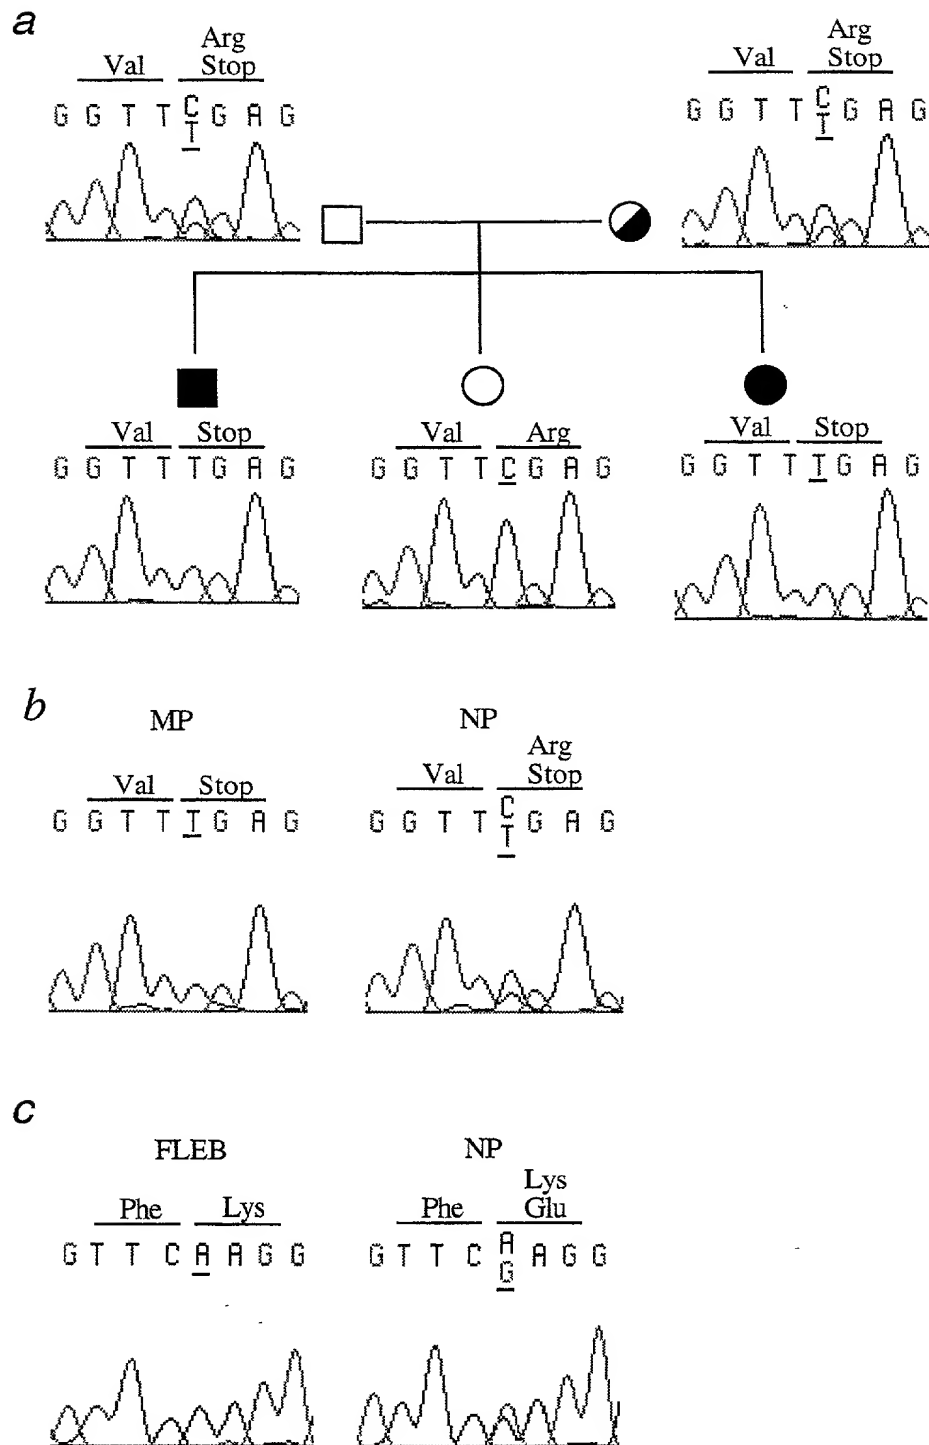 a
Arg
Val Stop
G G T T C G A G
T
Arg
Val Stop
G G T T C G A G
T
Val Stop
G G T T T G A G
Val Arg
G G T T C G A G
Val Stop
G G T T T G A G
b
MP
Val Stop
G G T T T G A G
NP
Arg
Val Stop
G G T T C G A G
T
c
FLEB
Phe Lys
G T T C A A G G
NP
Lys
Phe Glu
G T T C A A G G
G